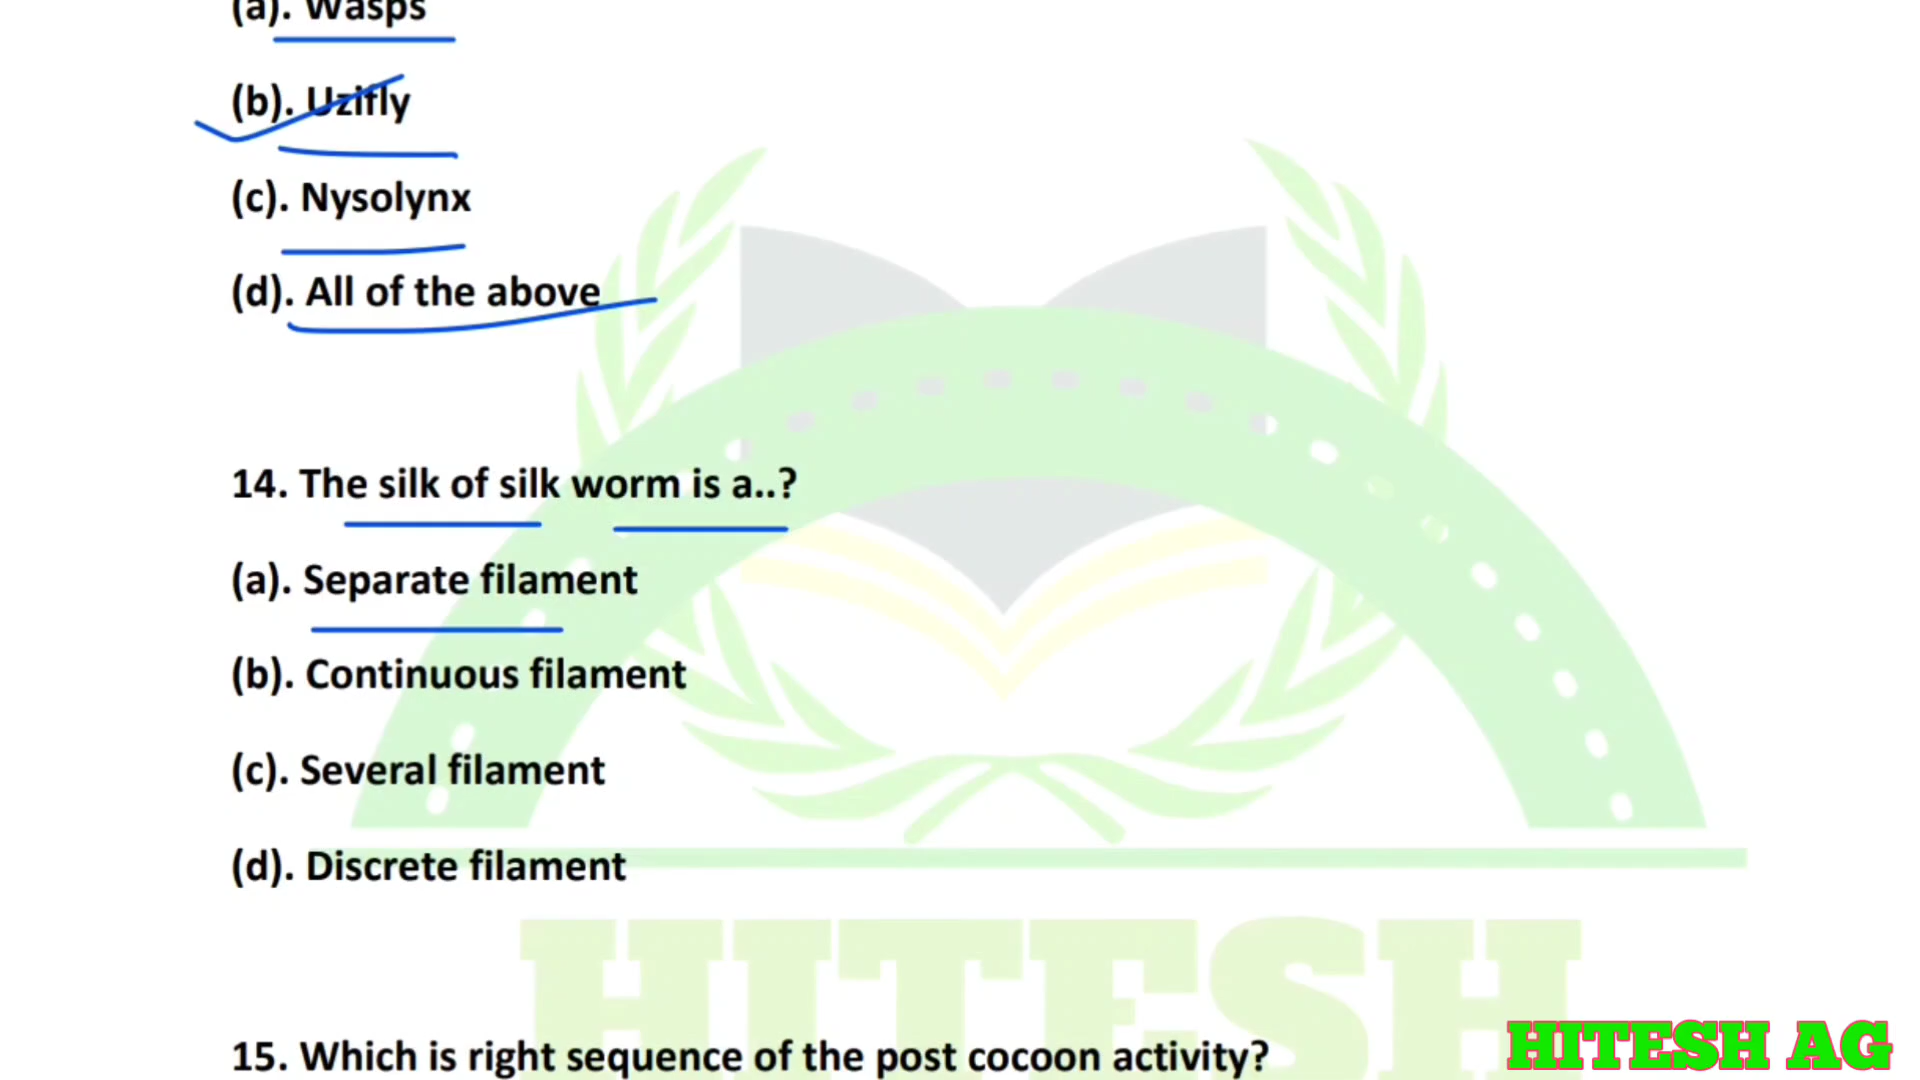 (a). Wasps
(b). Uzifly
(c). Nysolynx
(d). All of the above
14. The silk of silk worm is a..?
(a). Separate filament
(b). Continuous filament
(c). Several filament
(d). Discrete filament
HITESH
15. Which is right sequence of the post cocoon activity?
HITESH AG